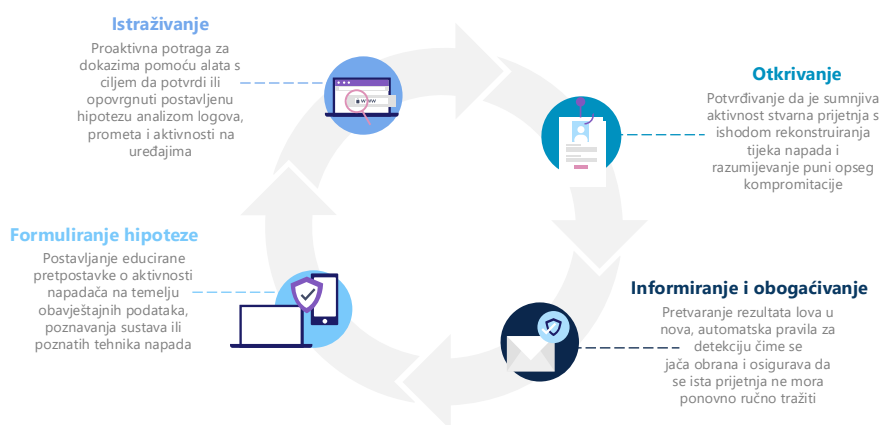 Istraživanje
Proaktivna potraga za
dokazima pomoću alata s
ciljem da potvrdi ili
opovrgnuti postavljenu
hipotezu analizom logova,
prometa i aktivnosti na
uređajima
WWW
Otkrivanje
Potvrđivanje da je sumnjiva
aktivnost stvarna prijetnja s
ishodom rekonstruiranja
tijeka napada i
razumijevanje puni opseg
kompromitacije
Formuliranje hipoteze
Postavljanje educirane
pretpostavke o aktivnosti
napadača na temelju
obavještajnih podataka,
poznavanja sustava ili
poznatih tehnika napada
Informiranje i obogaćivanje
Pretvaranje rezultata lova u
nova, automatska pravila za
detekciju čime se
jača obrana i osigurava da
se ista prijetnja ne mora
ponovno ručno tražiti